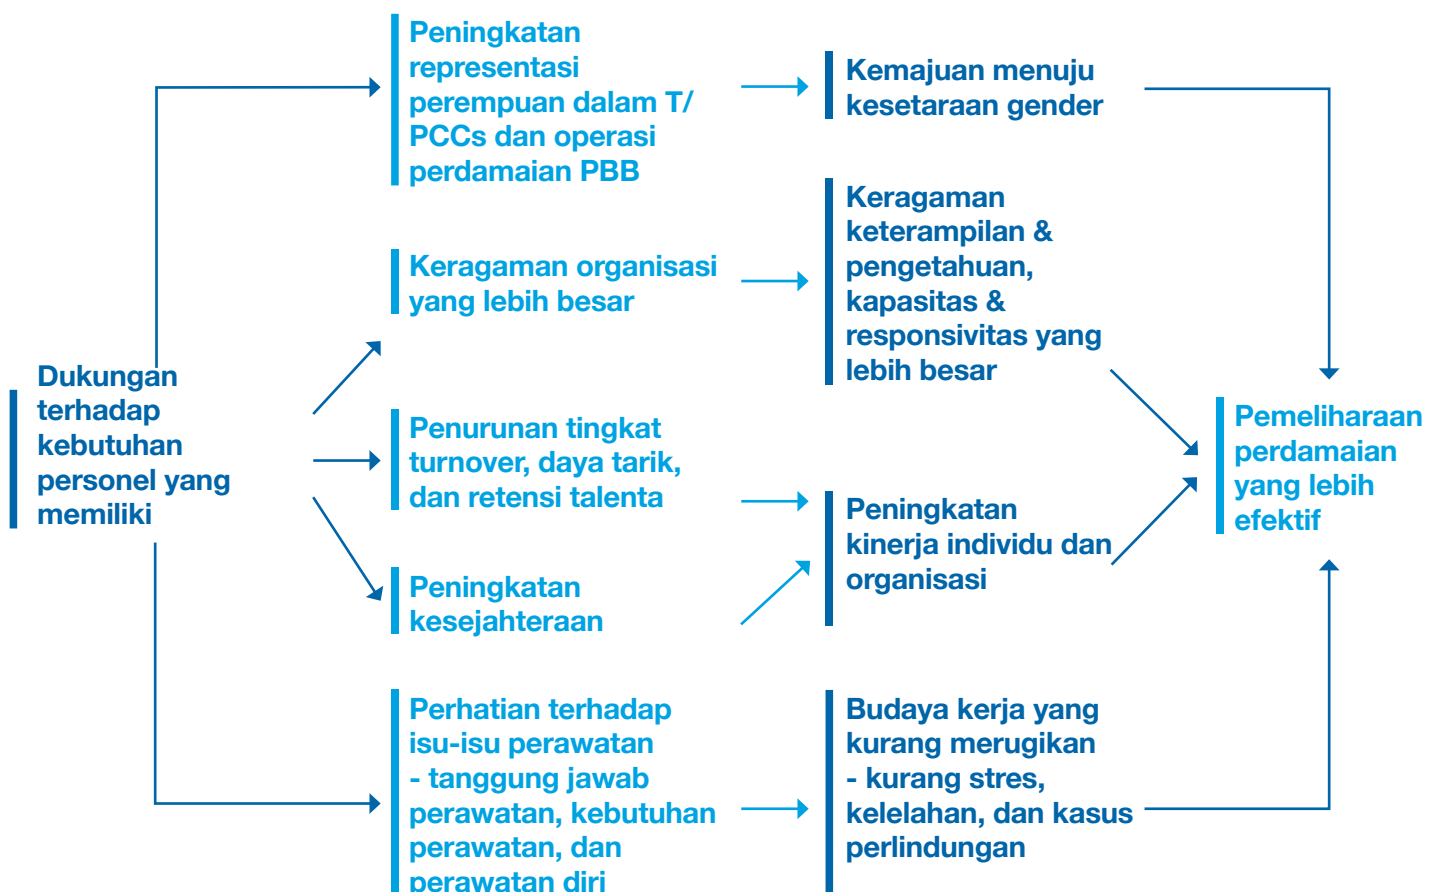 Peningkatan
representasi
perempuan dalam T/
PCCs dan operasi
perdamaian PBB
Kemajuan menuju
kesetaraan gender
Keragaman organisasi
yang lebih besar
Keragaman
keterampilan &
pengetahuan,
kapasitas &
responsivitas yang
lebih besar
Dukungan
terhadap
kebutuhan
personel yang
memiliki
Penurunan tingkat
turnover, daya tarik,
dan retensi talenta
Peningkatan
kesejahteraan
Peningkatan
kinerja individu dan
organisasi
Pemeliharaan
perdamaian
yang lebih
efektif
Perhatian terhadap
isu-isu perawatan
- tanggung jawab
perawatan, kebutuhan
perawatan, dan
perawatan diri
Budaya kerja yang
kurang merugikan
- kurang stres,
kelelahan, dan kasus
perlindungan